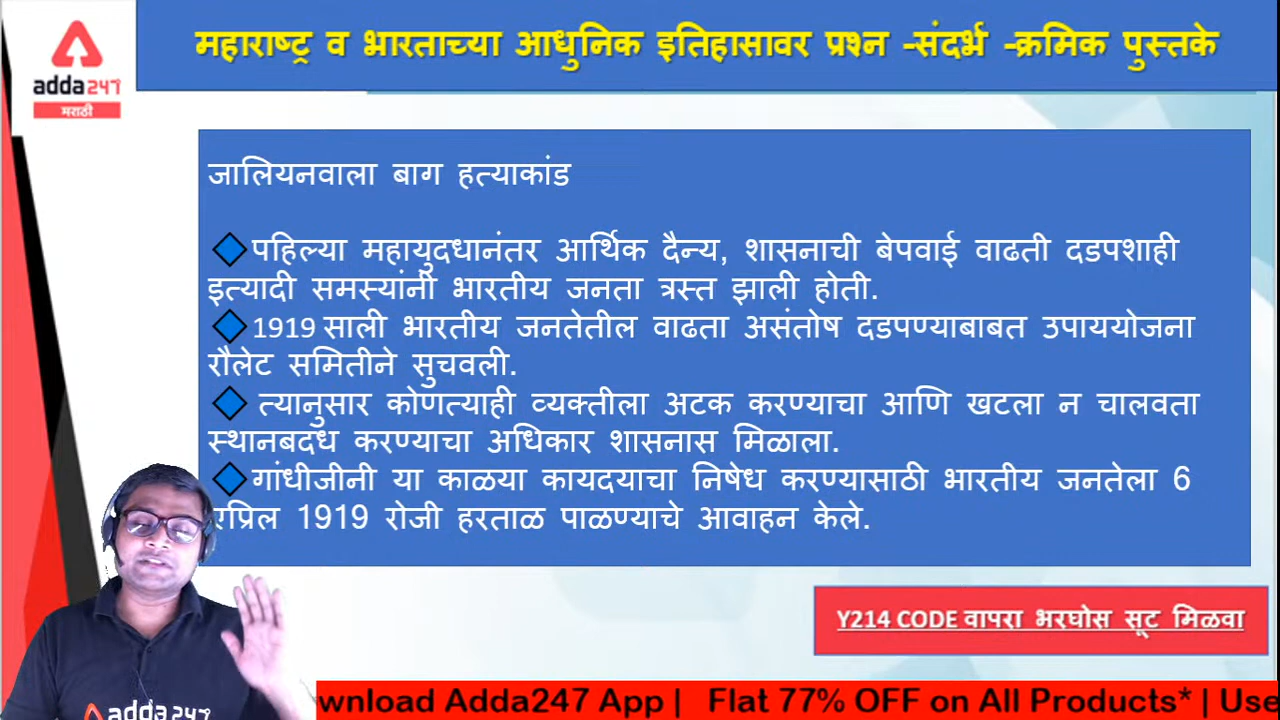 महाराष्ट्र व भारताच्या आधुनिक इतिहासावर प्रश्न -संदर्भ -क्रमिक पुस्तके
adda247
मराठी
जालियनवाला बाग हत्याकांड
पहिल्या महायुदधानंतर आर्थिक दैन्य, शासनाची बेपवाई वाढती दडपशाही
इत्यादी समस्यांनी भारतीय जनता त्रस्त झाली होती.
1919 साली भारतीय जनतेतील वाढता असंतोष दडपण्याबाबत उपाययोजना
रौलेट समितीने सुचवली.
त्यानुसार कोणत्याही व्यक्तीला अटक करण्याचा आणि खटला न चालवता
स्थानबदध करण्याचा अधिकार शासनास मिळाला.
गांधीजीनी या काळया कायदयाचा निषेध करण्यासाठी भारतीय जनतेला 6
रोजी हरताळ पाळण्याचे आवाहन केले.
Y214 CODE वापरा भरघोस सूट मिळवा
adda247
wnload Adda247 App | Flat 77% OFF on All Products* | Use